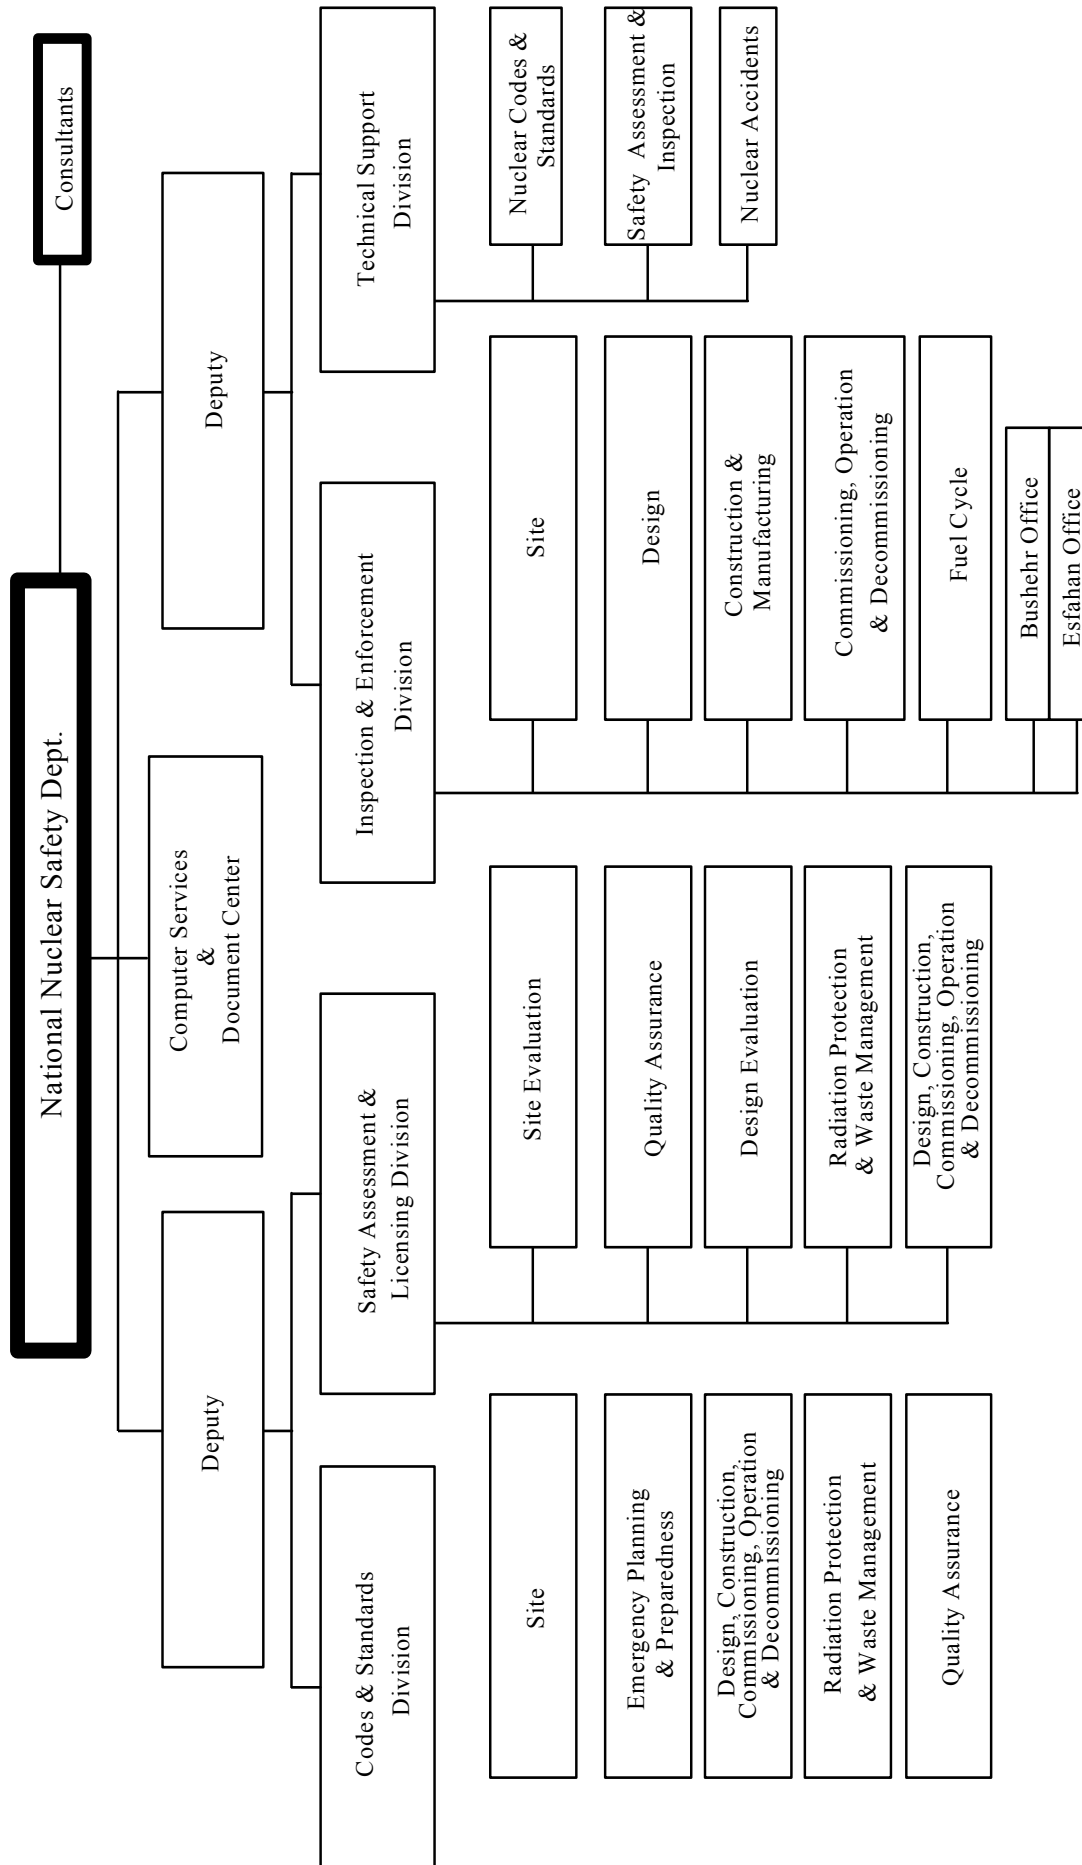 National Nuclear Safety Dept.
Consultants
Deputy
Computer Services
&
Document Center
Deputy
Codes & Standards
Division
Safety Assessment &
Licensing Division
Inspection & Enforcement
Division
Technical Support
Division
Site
Emergency Planning
& Preparedness
Design, Construction,
Commissioning, Operation
& Decommissioning
Radiation Protection
& Waste Management
Quality Assurance
Site Evaluation
Quality Assurance
Design Evaluation
Radiation Protection
& Waste Management
Design, Construction,
Commissioning, Operation
& Decommissioning
Site
Design
Construction &
Manufacturing
Commissioning, Operation
& Decommissioning
Fuel Cycle
Bushehr Office
Esfahan Office
Nuclear Codes &
Standards
Safety Assessment &
Inspection
Nuclear Accidents